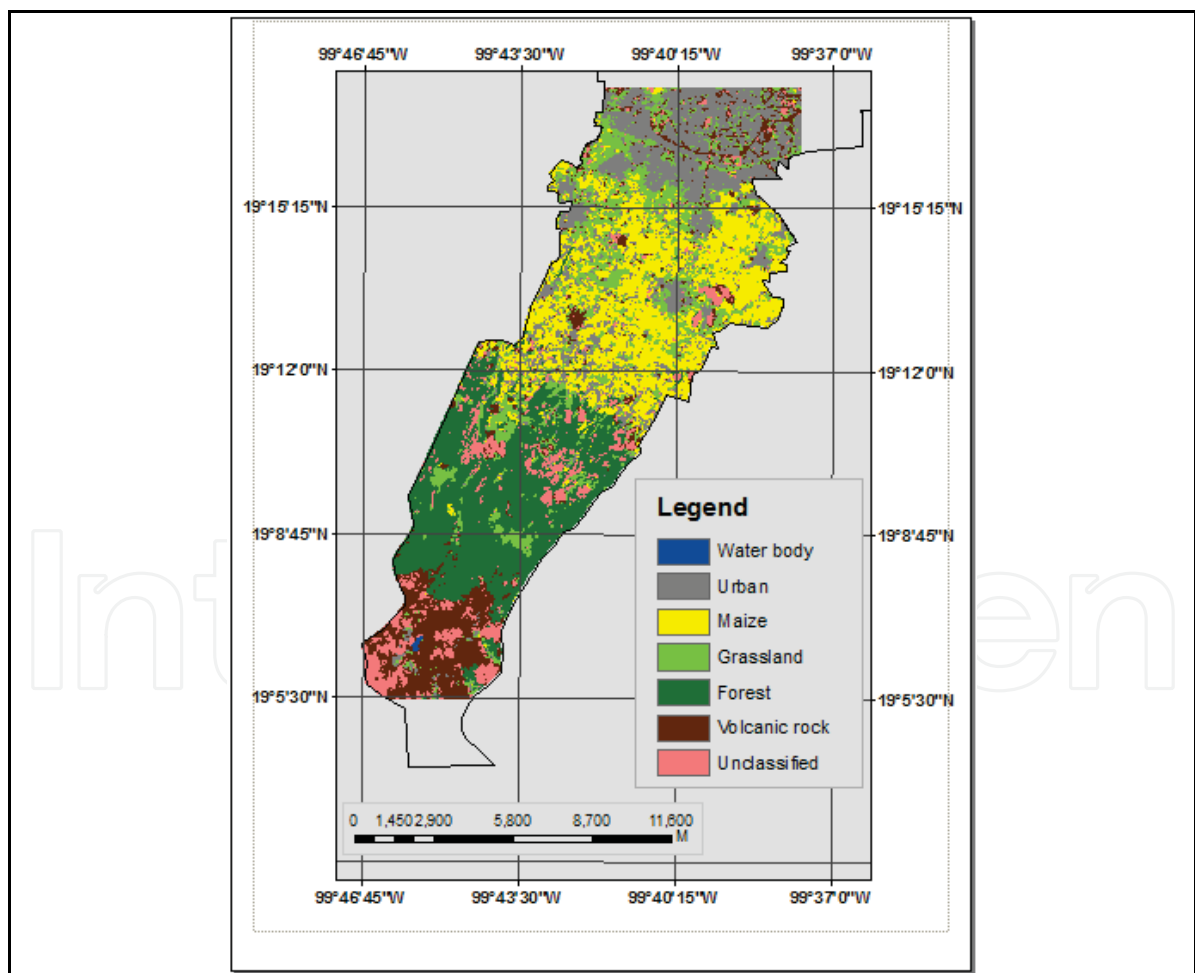 99°46'45"W 99°43'30"W 99°40'15"W 99°37'0"W
19°15'15"N 19°15'15"N
19°12'0"N 19°12'0"N
Legend
19°8'45"N 19°8'45"N
Water body
Urban
Maize
Grassland
Forest
19°5'30"N 19°5'30"N
Volcanic rock
Unclassified
0 1,450 2,900 5,800 8,700 11,600
M
99°46'45"W 99°43'30"W 99°40'15"W 99°37'0"W